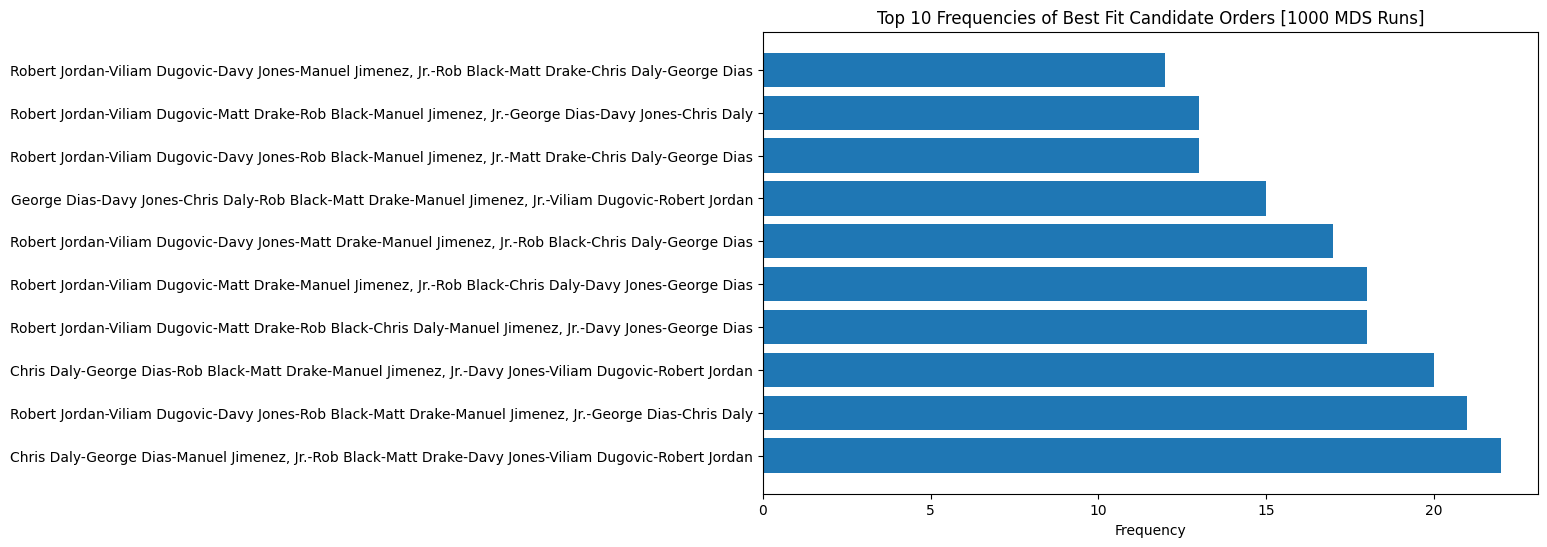 Top 10 Frequencies of Best Fit Candidate Orders [1000 MDS Runs]
Robert Jordan-Viliam Dugovic-Davy Jones-Manuel Jimenez, Jr.-Rob Black-Matt Drake-Chris Daly-George Dias
Robert Jordan-Viliam Dugovic-Matt Drake-Rob Black-Manuel Jimenez, Jr.-George Dias-Davy Jones-Chris Daly
Robert Jordan-Viliam Dugovic-Davy Jones-Rob Black-Manuel Jimenez, Jr.-Matt Drake-Chris Daly-George Dias
George Dias-Davy Jones-Chris Daly-Rob Black-Matt Drake-Manuel Jimenez, Jr.-Viliam Dugovic-Robert Jordan
Robert Jordan-Viliam Dugovic-Davy Jones-Matt Drake-Manuel Jimenez, Jr.-Rob Black-Chris Daly-George Dias
Robert Jordan-Viliam Dugovic-Matt Drake-Manuel Jimenez, Jr.-Rob Black-Chris Daly-Davy Jones-George Dias
Robert Jordan-Viliam Dugovic-Matt Drake-Rob Black-Chris Daly-Manuel Jimenez, Jr.-Davy Jones-George Dias
Chris Daly-George Dias-Rob Black-Matt Drake-Manuel Jimenez, Jr.-Davy Jones-Viliam Dugovic-Robert Jordan
Robert Jordan-Viliam Dugovic-Davy Jones-Rob Black-Matt Drake-Manuel Jimenez, Jr.-George Dias-Chris Daly
Chris Daly-George Dias-Manuel Jimenez, Jr.-Rob Black-Matt Drake-Davy Jones-Viliam Dugovic-Robert Jordan
0 5 10 15 20
Frequency